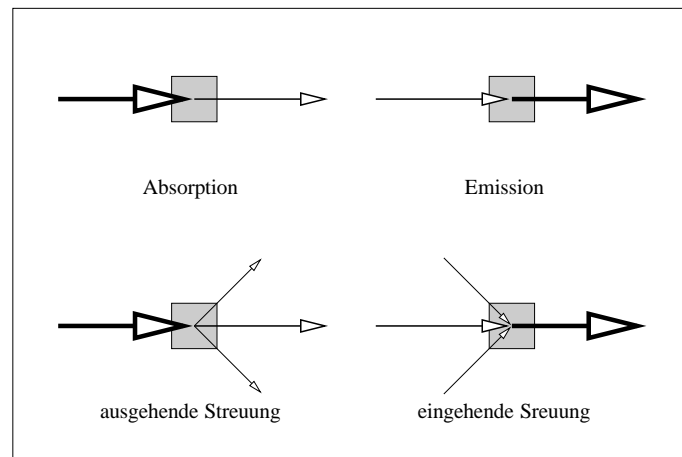 Absorption
Emission
ausgehende Streuung
eingehende Sreuung